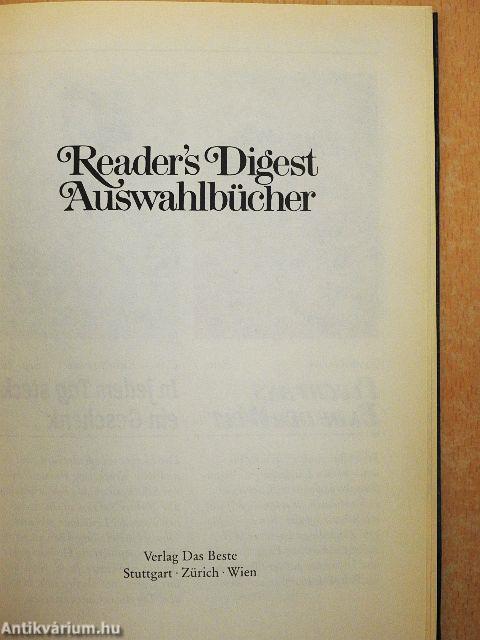 Reader's Digest
Auswahlbücher
Verlag Das Beste
Stuttgart · Zürich · Wien
Antikvárium.hu